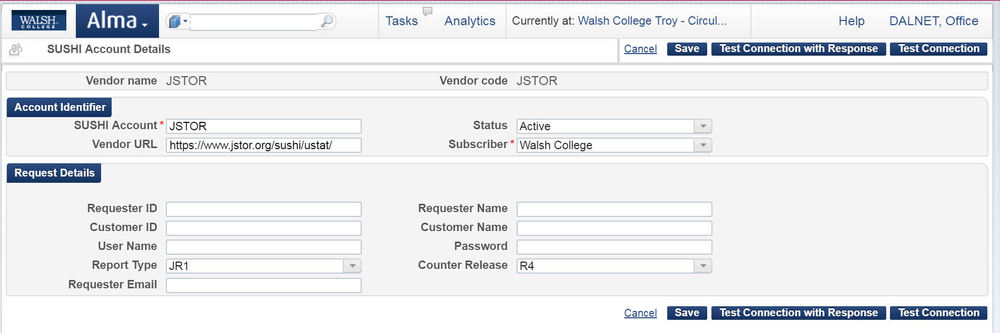 WALSH COLLEGE Alma Tasks Analytics Currently at: Walsh College Troy - Circul... Help DALNET, Office
SUSHI Account Details Cancel Save Test Connection with Response Test Connection
Vendor name JSTOR Vendor code JSTOR
Account Identifier
SUSHI Account * JSTOR Status Active
Vendor URL https://www.jstor.org/sushi/ustat/ Subscriber * Walsh College
Request Details
Requester ID Requester Name
Customer ID Customer Name
User Name Password
Report Type JR1 Counter Release R4
Requester Email
Cancel Save Test Connection with Response Test Connection